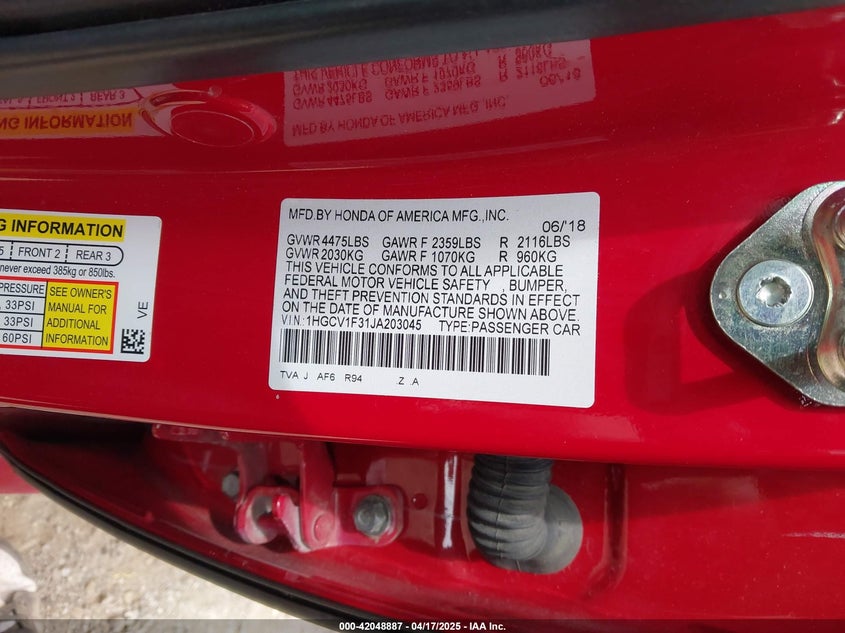 MFD.BY HONDA OF AMERICA MFG.,INC.
06/'18
GVWR 4475LBS GAWR F 2359LBS R 2116LBS
GVWR 2030KG GAWR F 1070KG R 960KG
THIS VEHICLE CONFORMS TO ALL APPLICABLE
FEDERAL MOTOR VEHICLE SAFETY , BUMPER,
AND THEFT PREVENTION STANDARDS IN EFFECT
ON THE DATE OF MANUFACTURE SHOWN ABOVE.
V.I.N.:1HGCV1F31JA203045 TYPE:PASSENGER CAR
TVA J AF6 R94 .Z .A
INFORMATION
5 FRONT 2 REAR 3
never exceed 385kg or 850lbs.
PRESSURE
33PSI
33PSI
60PSI
SEE OWNER'S
MANUAL FOR
ADDITIONAL
INFORMATION
VE
000-42048887 - 04/17/2025 - IAA Inc.